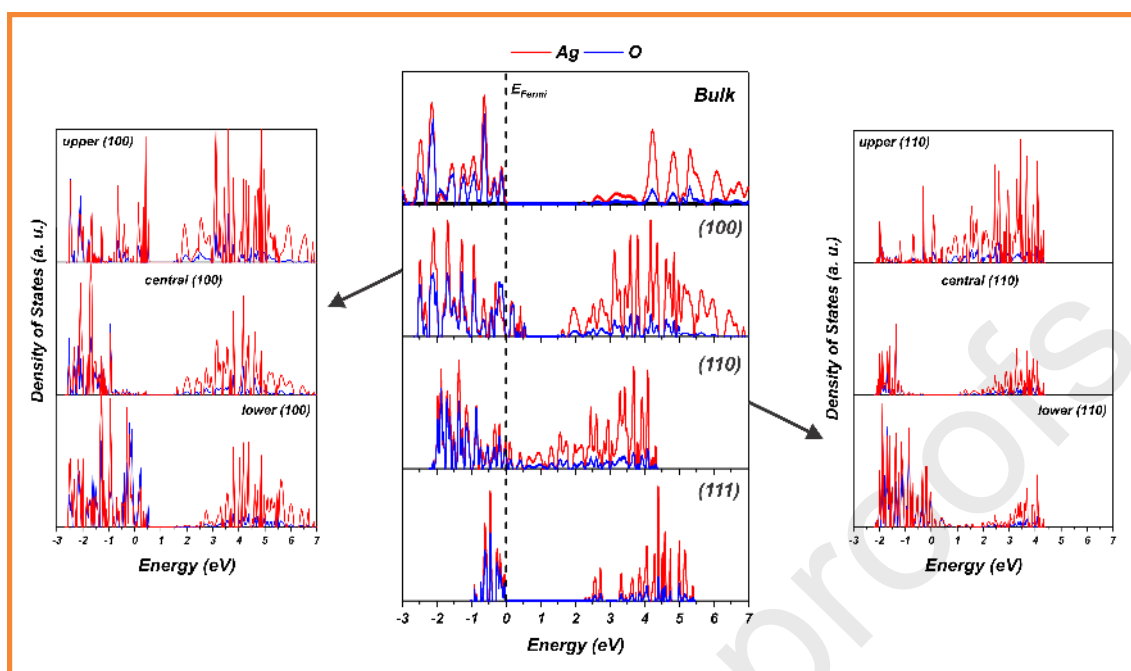 Ag O
E_Fermi
Bulk
(100)
(110)
(111)
-3 -2 -1 0 1 2 3 4 5 6 7
Energy (eV)
upper (100)
central (100)
lower (100)
Density of States (a. u.)
-3 -2 -1 0 1 2 3 4 5 6 7
Energy (eV)
upper (110)
central (110)
lower (110)
Density of States (a. u.)
-3 -2 -1 0 1 2 3 4 5 6 7
Energy (eV)
proofs